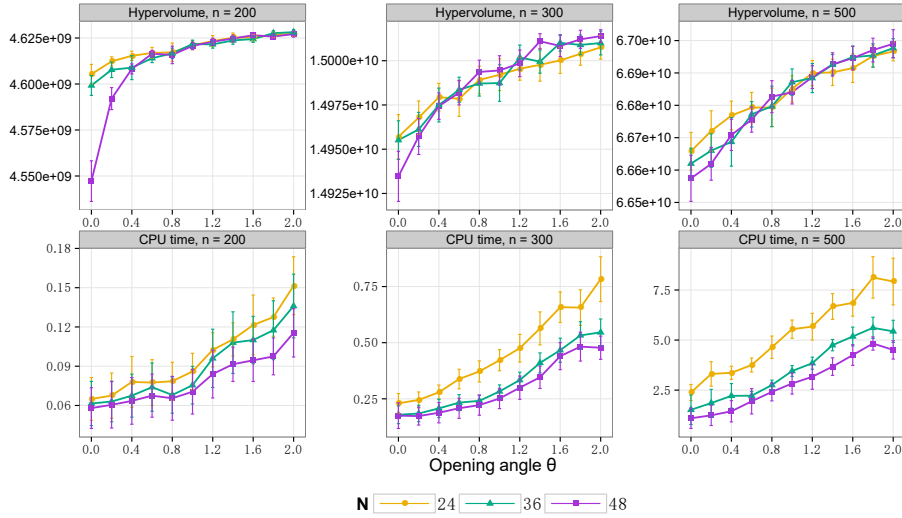 Hypervolume, n = 200
Hypervolume, n = 300
Hypervolume, n = 500
4.625e+09
4.600e+09
4.575e+09
4.550e+09
1.5000e+10
1.4975e+10
1.4950e+10
1.4925e+10
6.70e+10
6.69e+10
6.68e+10
6.67e+10
6.66e+10
6.65e+10
0.0 0.4 0.8 1.2 1.6 2.0
0.0 0.4 0.8 1.2 1.6 2.0
0.0 0.4 0.8 1.2 1.6 2.0
CPU time, n = 200
CPU time, n = 300
CPU time, n = 500
0.18
0.15
0.12
0.09
0.06
0.75
0.50
0.25
7.5
5.0
2.5
0.0 0.4 0.8 1.2 1.6 2.0
0.0 0.4 0.8 1.2 1.6 2.0
0.0 0.4 0.8 1.2 1.6 2.0
Opening angle θ
N 24 36 48